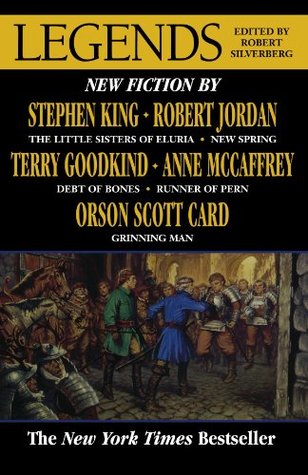 LEGENDS
EDITED BY
ROBERT
SILVERBERG
NEW FICTION BY
STEPHEN KING • ROBERT JORDAN
THE LITTLE SISTERS OF ELURIA • NEW SPRING
TERRY GOODKIND • ANNE MCCAFFREY
DEBT OF BONES • RUNNER OF PERN
ORSON SCOTT CARD
GRINNING MAN
The New York Times Bestseller